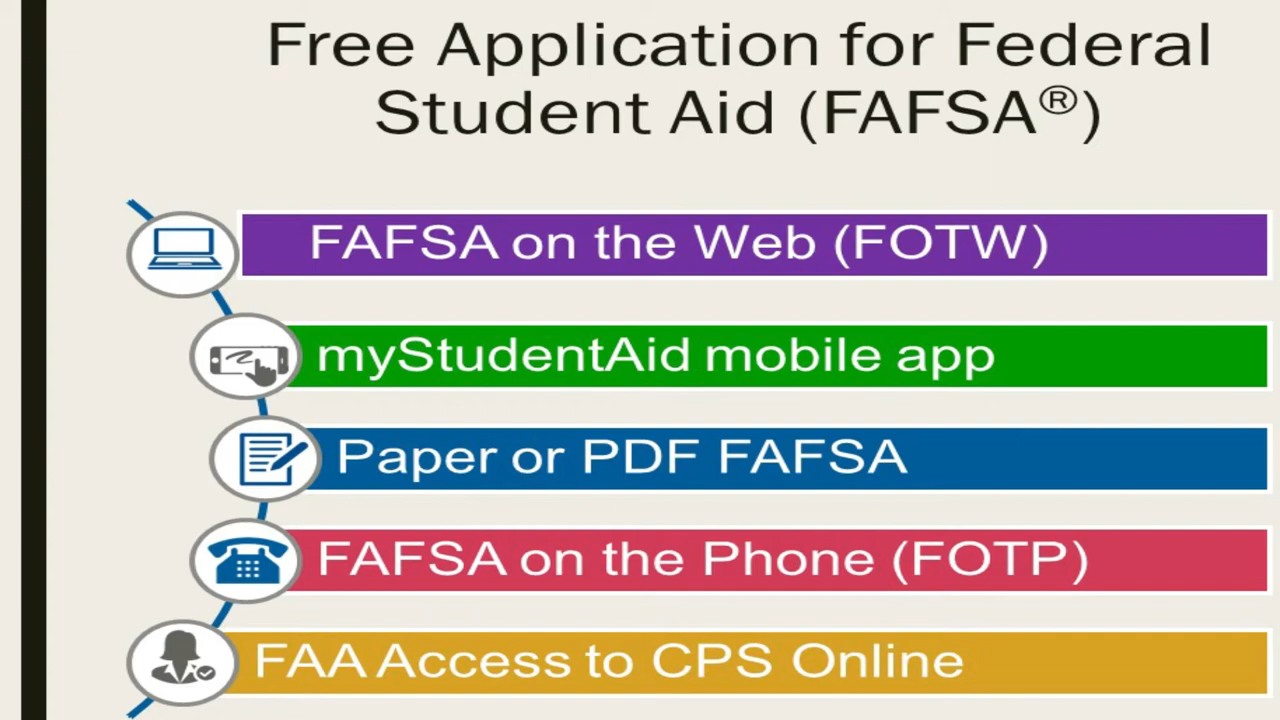 Free Application for Federal
Student Aid (FAFSA®)
FAFSA on the Web (FOTW)
myStudentAid mobile app
Paper or PDF FAFSA
FAFSA on the Phone (FOTP)
FAA Access to CPS Online